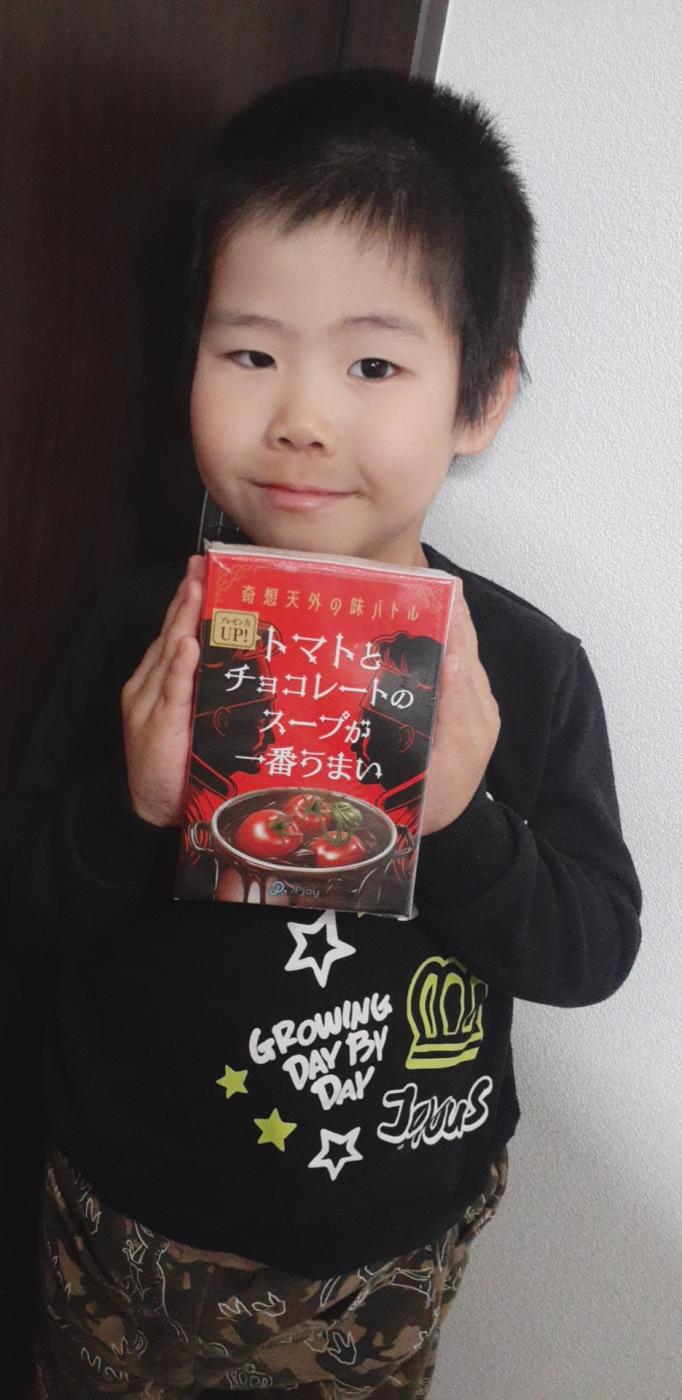 奇想天外の味バトル
プレゼン力
UP!
トマトと
チョコレートの
スープが
一番うまい
JPjoy
GROWING
DAY BY
DAY
Joyus